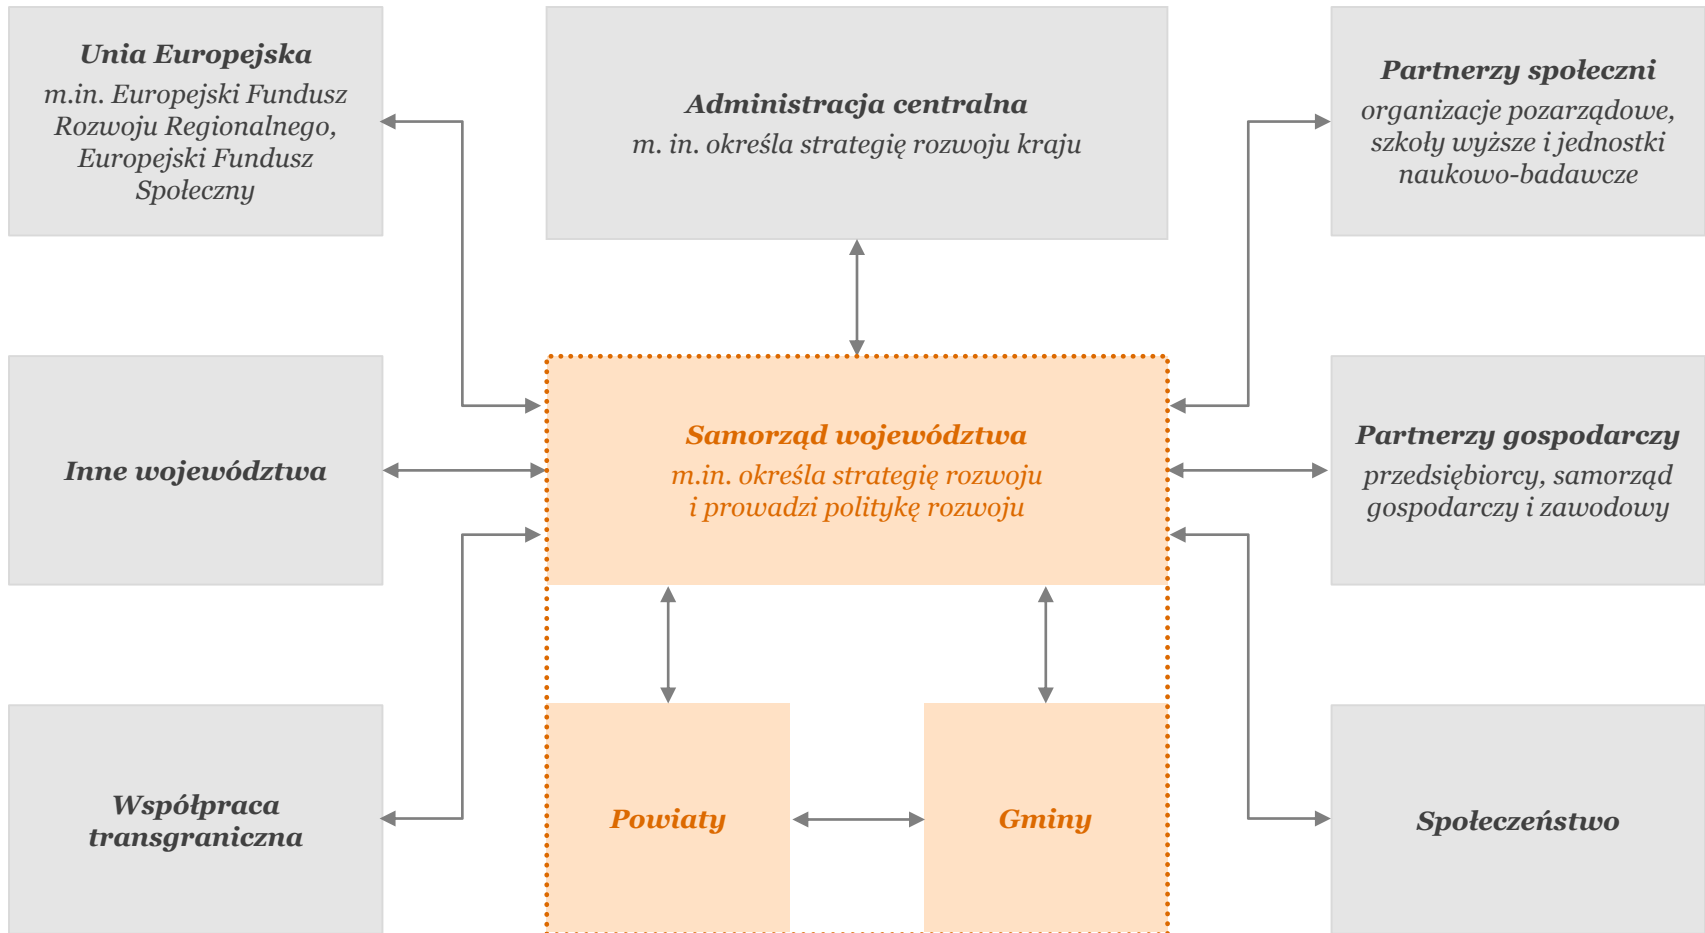 Unia Europejska
m.in. Europejski Fundusz
Rozwoju Regionalnego,
Europejski Fundusz
Społeczny
Administracja centralna
m. in. określa strategię rozwoju kraju
Partnerzy społeczni
organizacje pozarządowe,
szkoły wyższe i jednostki
naukowo-badawcze
Inne województwa
Samorząd województwa
m.in. określa strategię rozwoju
i prowadzi politykę rozwoju
Partnerzy gospodarczy
przedsiębiorcy, samorząd
gospodarczy i zawodowy
Współpraca
transgraniczna
Powiaty
Gminy
Społeczeństwo